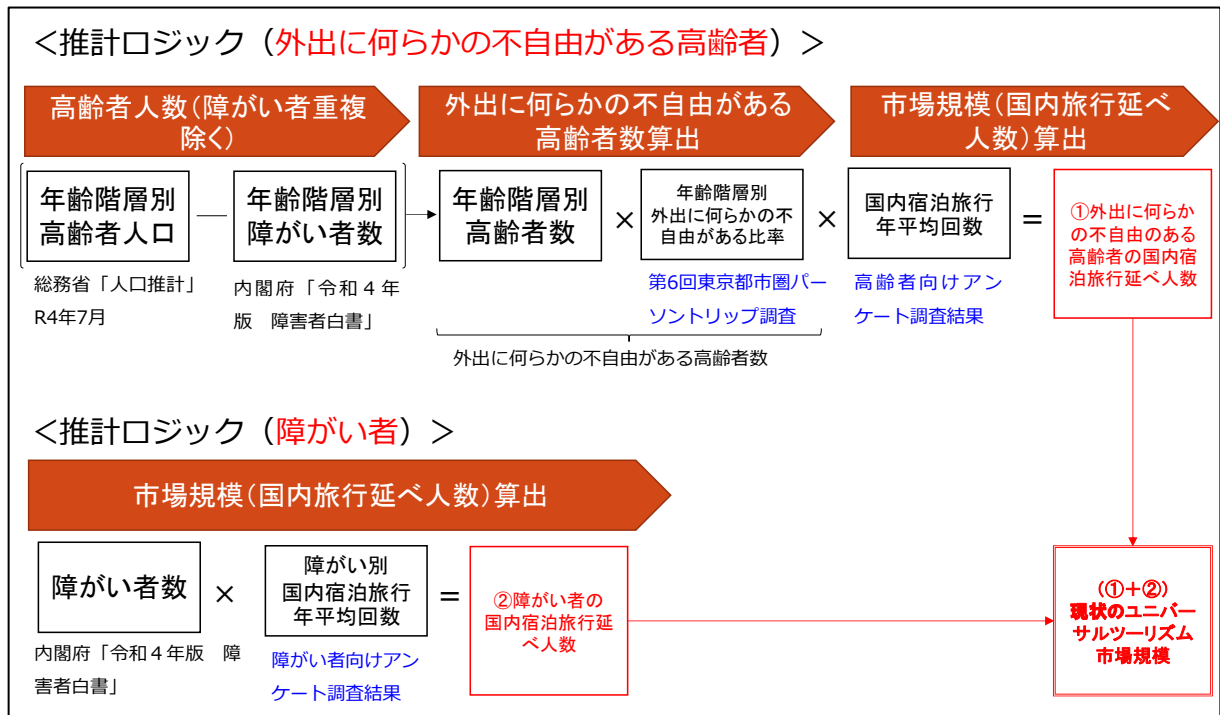 ＜推計ロジック（外出に何らかの不自由がある高齢者）＞
高齢者人数（障がい者重複
除く）
外出に何らかの不自由がある
高齢者数算出
市場規模（国内旅行延べ
人数）算出
年齢階層別
高齢者人口
―
年齢階層別
障がい者数
年齢階層別
高齢者数
×
年齢階層別
外出に何らかの不
自由がある比率
×
国内宿泊旅行
年平均回数
＝
①外出に何らか
の不自由のある
高齢者の国内宿
泊旅行延べ人数
総務省「人口推計」
R4年7月
内閣府「令和４年
版　障害者白書」
第6回東京都市圏パー
ソントリップ調査
高齢者向けアン
ケート調査結果
外出に何らかの不自由がある高齢者数
＜推計ロジック（障がい者）＞
市場規模（国内旅行延べ人数）算出
障がい者数
×
障がい別
国内宿泊旅行
年平均回数
＝
②障がい者の
国内宿泊旅行延
べ人数
（①＋②）
現状のユニバー
サルツーリズム
市場規模
内閣府「令和４年版　障
害者白書」
障がい者向けアン
ケート調査結果